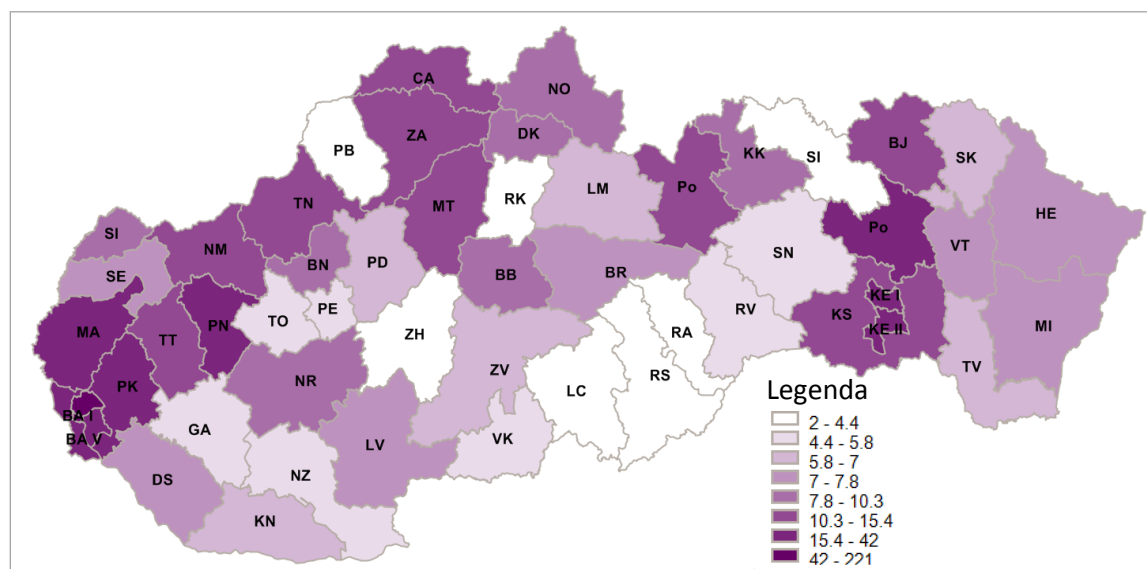 CA
NO
ZA
DK
PB
KK
SI
BJ
SK
TN
MT
RK
LM
Po
HE
SI
NM
BN
PD
BB
BR
SN
Po
VT
SE
TO
PE
ZH
RA
RV
KS
KE I
KE II
MI
MA
TT
PN
NR
ZV
LC
RS
TV
PK
BA I
BA V
GA
LV
VK
DS
NZ
KN
Legenda
2 - 4.4
4.4 - 5.8
5.8 - 7
7 - 7.8
7.8 - 10.3
10.3 - 15.4
15.4 - 42
42 - 221